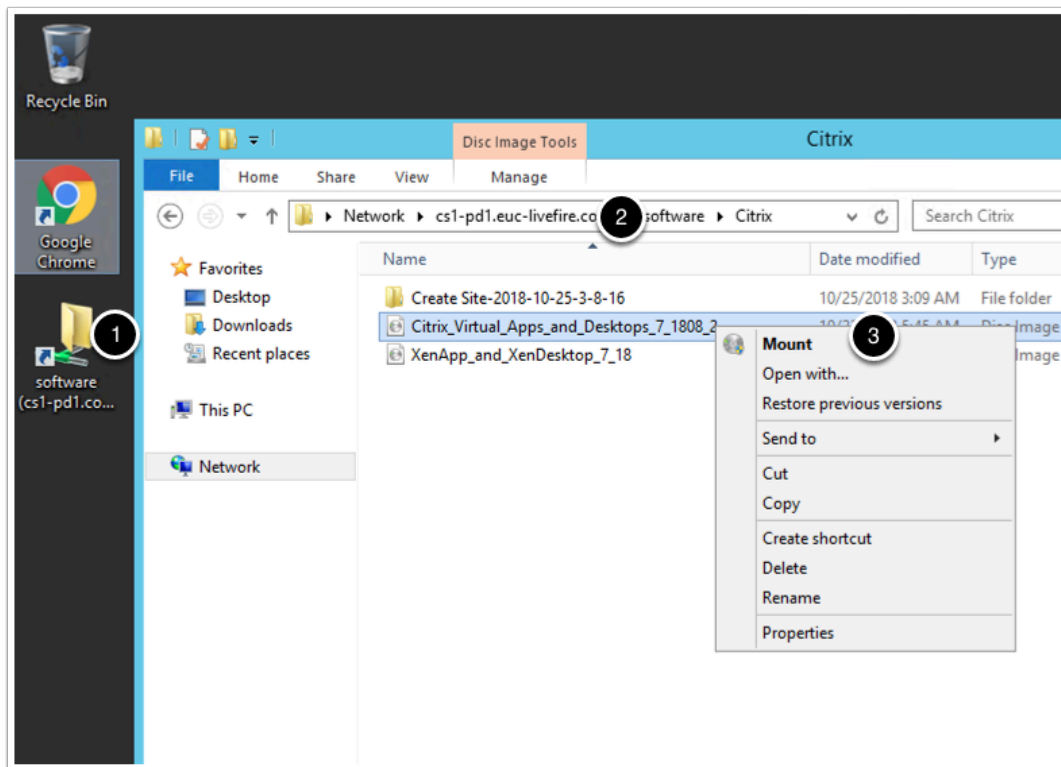 Recycle Bin
Disc Image Tools
Citrix
File Home Share View Manage
Network cs1-pd1.euc-livefire.co 2 software Citrix Search Citrix
Google
Chrome
Favorites
Name Date modified Type
Desktop
Create Site-2018-10-25-3-8-16 10/25/2018 3:09 AM File folder
Downloads
Citrix_Virtual_Apps_and_Desktops_7_1808_2 5:45 AM Disc Image
1
Recent places
XenApp_and_XenDesktop_7_18 Image
software
(cs1-pd1.co...
This PC
Network
Mount 3
Open with...
Restore previous versions
Send to
Cut
Copy
Create shortcut
Delete
Rename
Properties